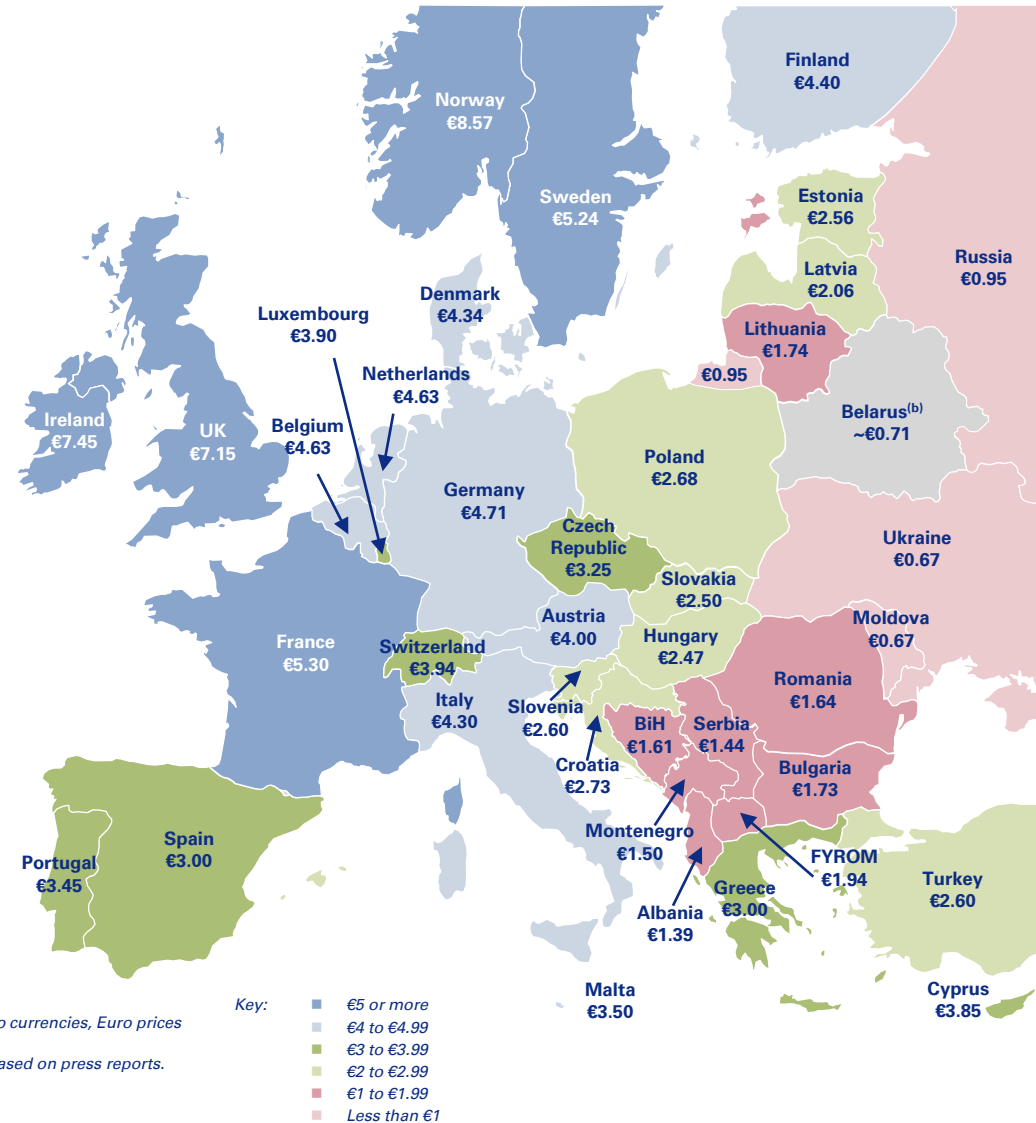 Finland
€4.40
Norway
€8.57
Sweden
€5.24
Estonia
€2.56
Russia
€0.95
Latvia
€2.06
Denmark
€4.34
Luxembourg
€3.90
Lithuania
€1.74
€0.95
Netherlands
€4.63
Ireland
€7.45
UK
€7.15
Belgium
€4.63
Belarus(b)
~€0.71
Poland
€2.68
Germany
€4.71
Czech
Republic
€3.25
Ukraine
€0.67
Slovakia
€2.50
Austria
€4.00
Moldova
€0.67
France
€5.30
Switzerland
€3.94
Hungary
€2.47
Romania
€1.64
Italy
€4.30
Slovenia
€2.60
BiH
€1.61
Serbia
€1.44
Croatia
€2.73
Bulgaria
€1.73
Montenegro
€1.50
Spain
€3.00
Portugal
€3.45
FYROM
€1.94
Greece
€3.00
Turkey
€2.60
Albania
€1.39
Malta
€3.50
Cyprus
€3.85
o currencies, Euro prices
ased on press reports.
Key:
€5 or more
€4 to €4.99
€3 to €3.99
€2 to €2.99
€1 to €1.99
Less than €1